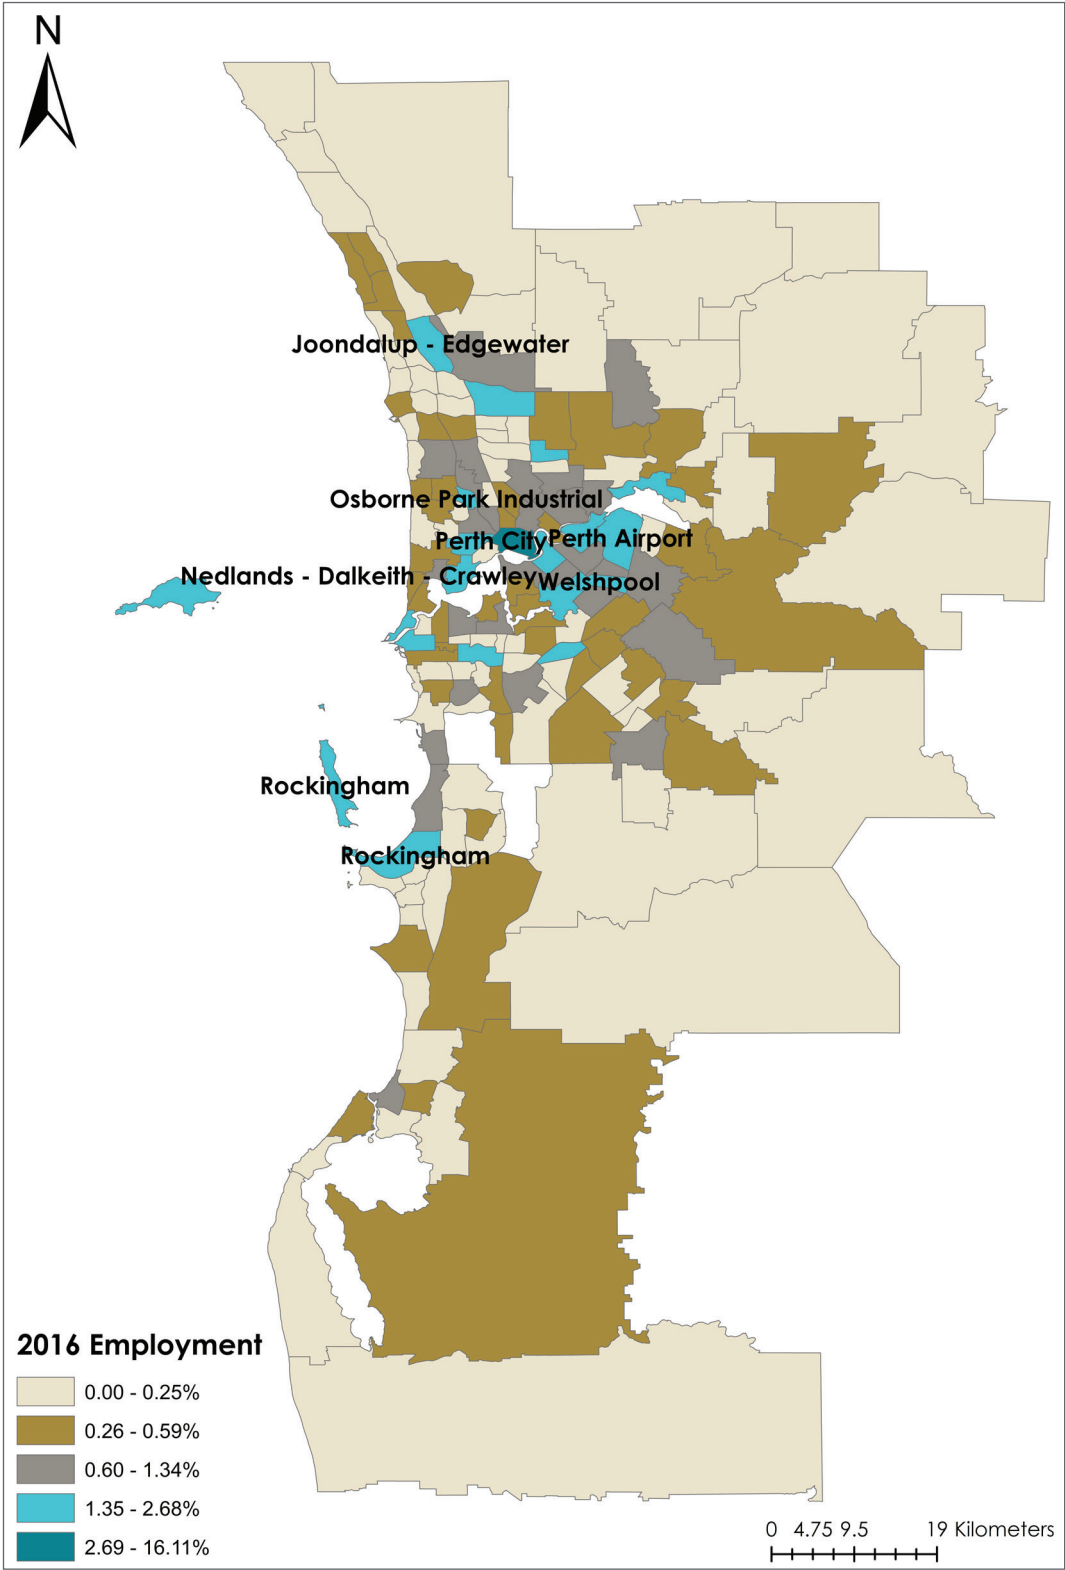 N
Joondalup - Edgewater
Osborne Park Industrial
Perth City
Perth Airport
Nedlands - Dalkeith - Crawley
Welshpool
Rockingham
Rockingham
2016 Employment
0.00 - 0.25%
0.26 - 0.59%
0.60 - 1.34%
1.35 - 2.68%
2.69 - 16.11%
0 4.75 9.5 19 Kilometers